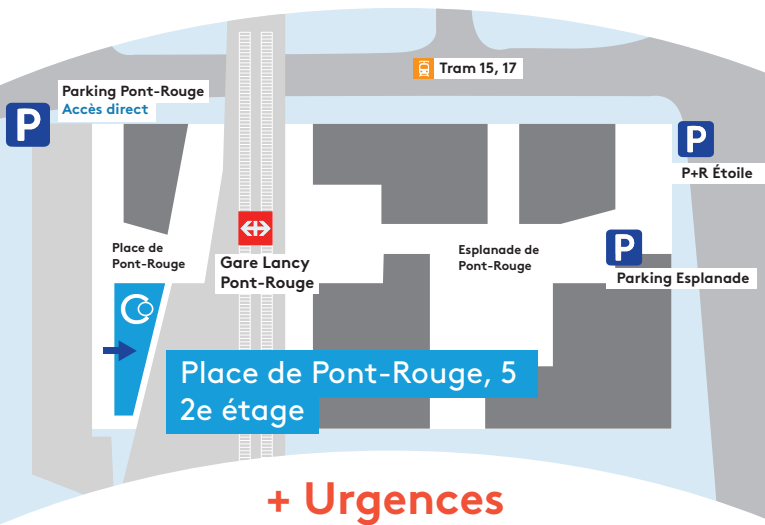 Tram 15, 17
P
Parking Pont-Rouge
Accès direct
P
P+R Étoile
Place de
Pont-Rouge
Gare Lancy
Pont-Rouge
Esplanade de
Pont-Rouge
P
Parking Esplanade
Place de Pont-Rouge, 5
2e étage
+ Urgences